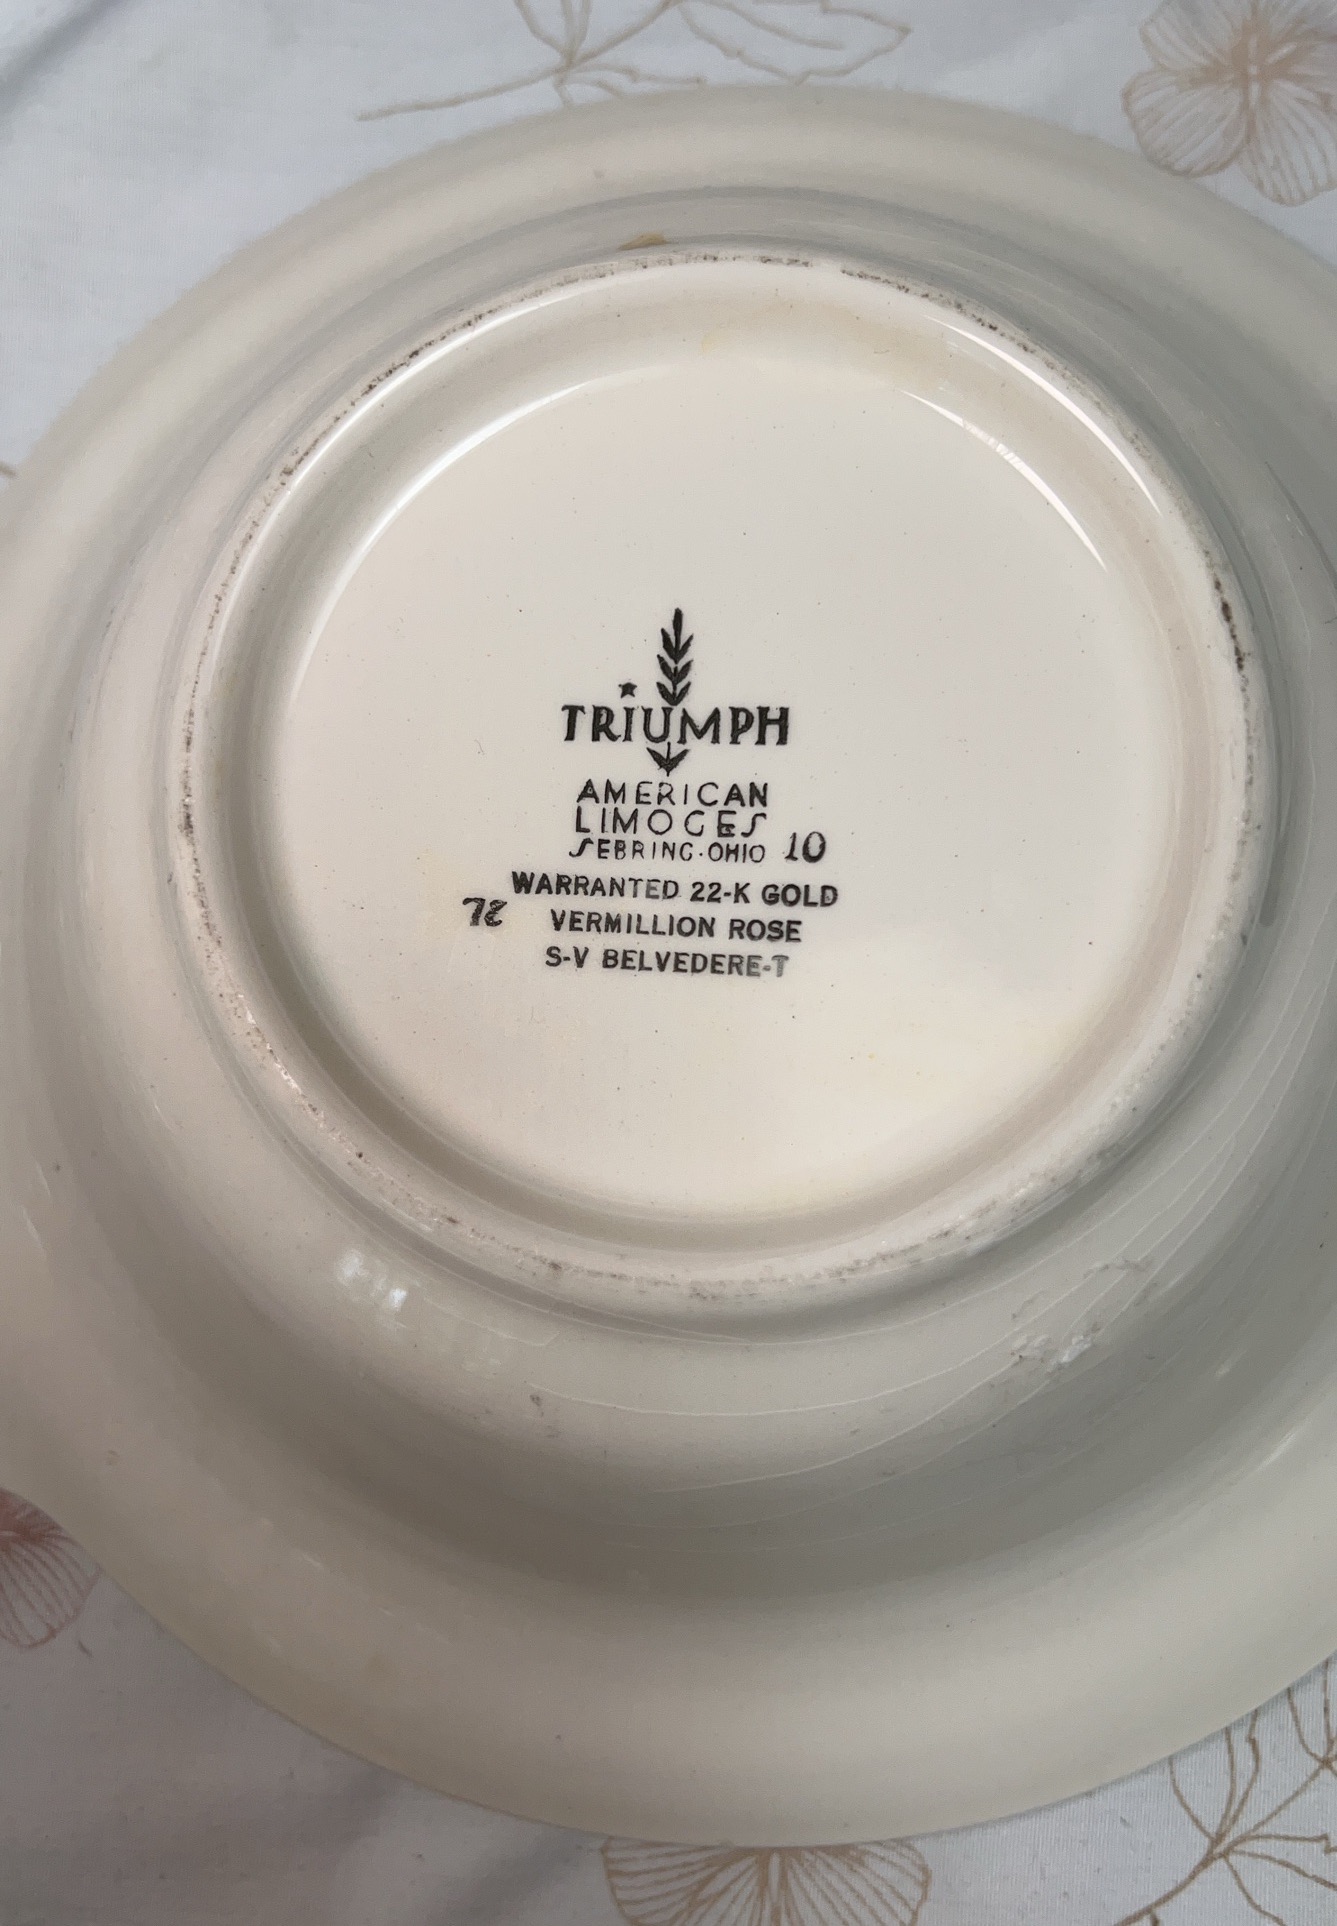 TRIUMPH
AMERICAN
LIMOGES
SEBRING·OHIO 10
WARRANTED 22-K GOLD
VERMILLION ROSE
S-V BELVEDERE-T